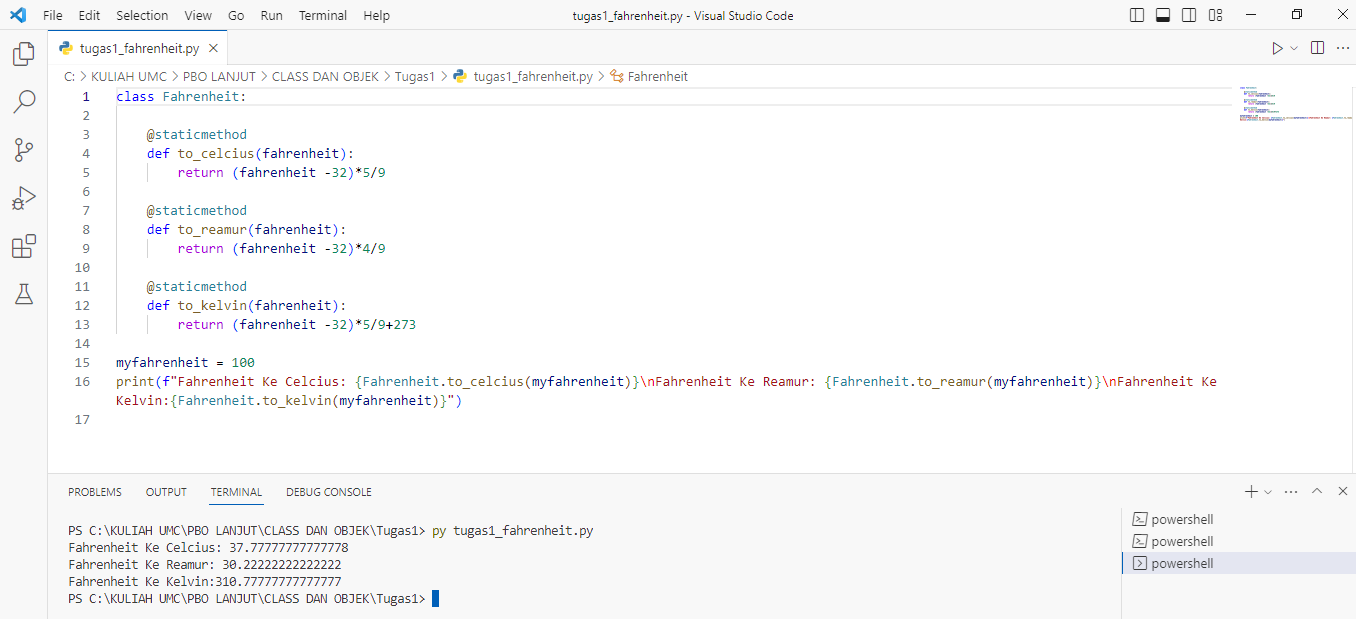 File Edit Selection View Go Run Terminal Help tugas1_fahrenheit.py - Visual Studio Code
tugas1_fahrenheit.py
C: > KULIAH UMC > PBO LANJUT > CLASS DAN OBJEK > Tugas1 > tugas1_fahrenheit.py > Fahrenheit
1 class Fahrenheit:
2
3     @staticmethod
4     def to_celcius(fahrenheit):
5         return (fahrenheit -32)*5/9
6
7     @staticmethod
8     def to_reamur(fahrenheit):
9         return (fahrenheit -32)*4/9
10
11     @staticmethod
12     def to_kelvin(fahrenheit):
13         return (fahrenheit -32)*5/9+273
14
15 myfahrenheit = 100
16 print(f"Fahrenheit Ke Celcius: {Fahrenheit.to_celcius(myfahrenheit)}\nFahrenheit Ke Reamur: {Fahrenheit.to_reamur(myfahrenheit)}\nFahrenheit Ke
Kelvin:{Fahrenheit.to_kelvin(myfahrenheit)}")
17
PROBLEMS OUTPUT TERMINAL DEBUG CONSOLE
PS C:\KULIAH UMC\PBO LANJUT\CLASS DAN OBJEK\Tugas1> py tugas1_fahrenheit.py
Fahrenheit Ke Celcius: 37.77777777777778
Fahrenheit Ke Reamur: 30.22222222222222
Fahrenheit Ke Kelvin:310.77777777777777
PS C:\KULIAH UMC\PBO LANJUT\CLASS DAN OBJEK\Tugas1>
powershell
powershell
powershell